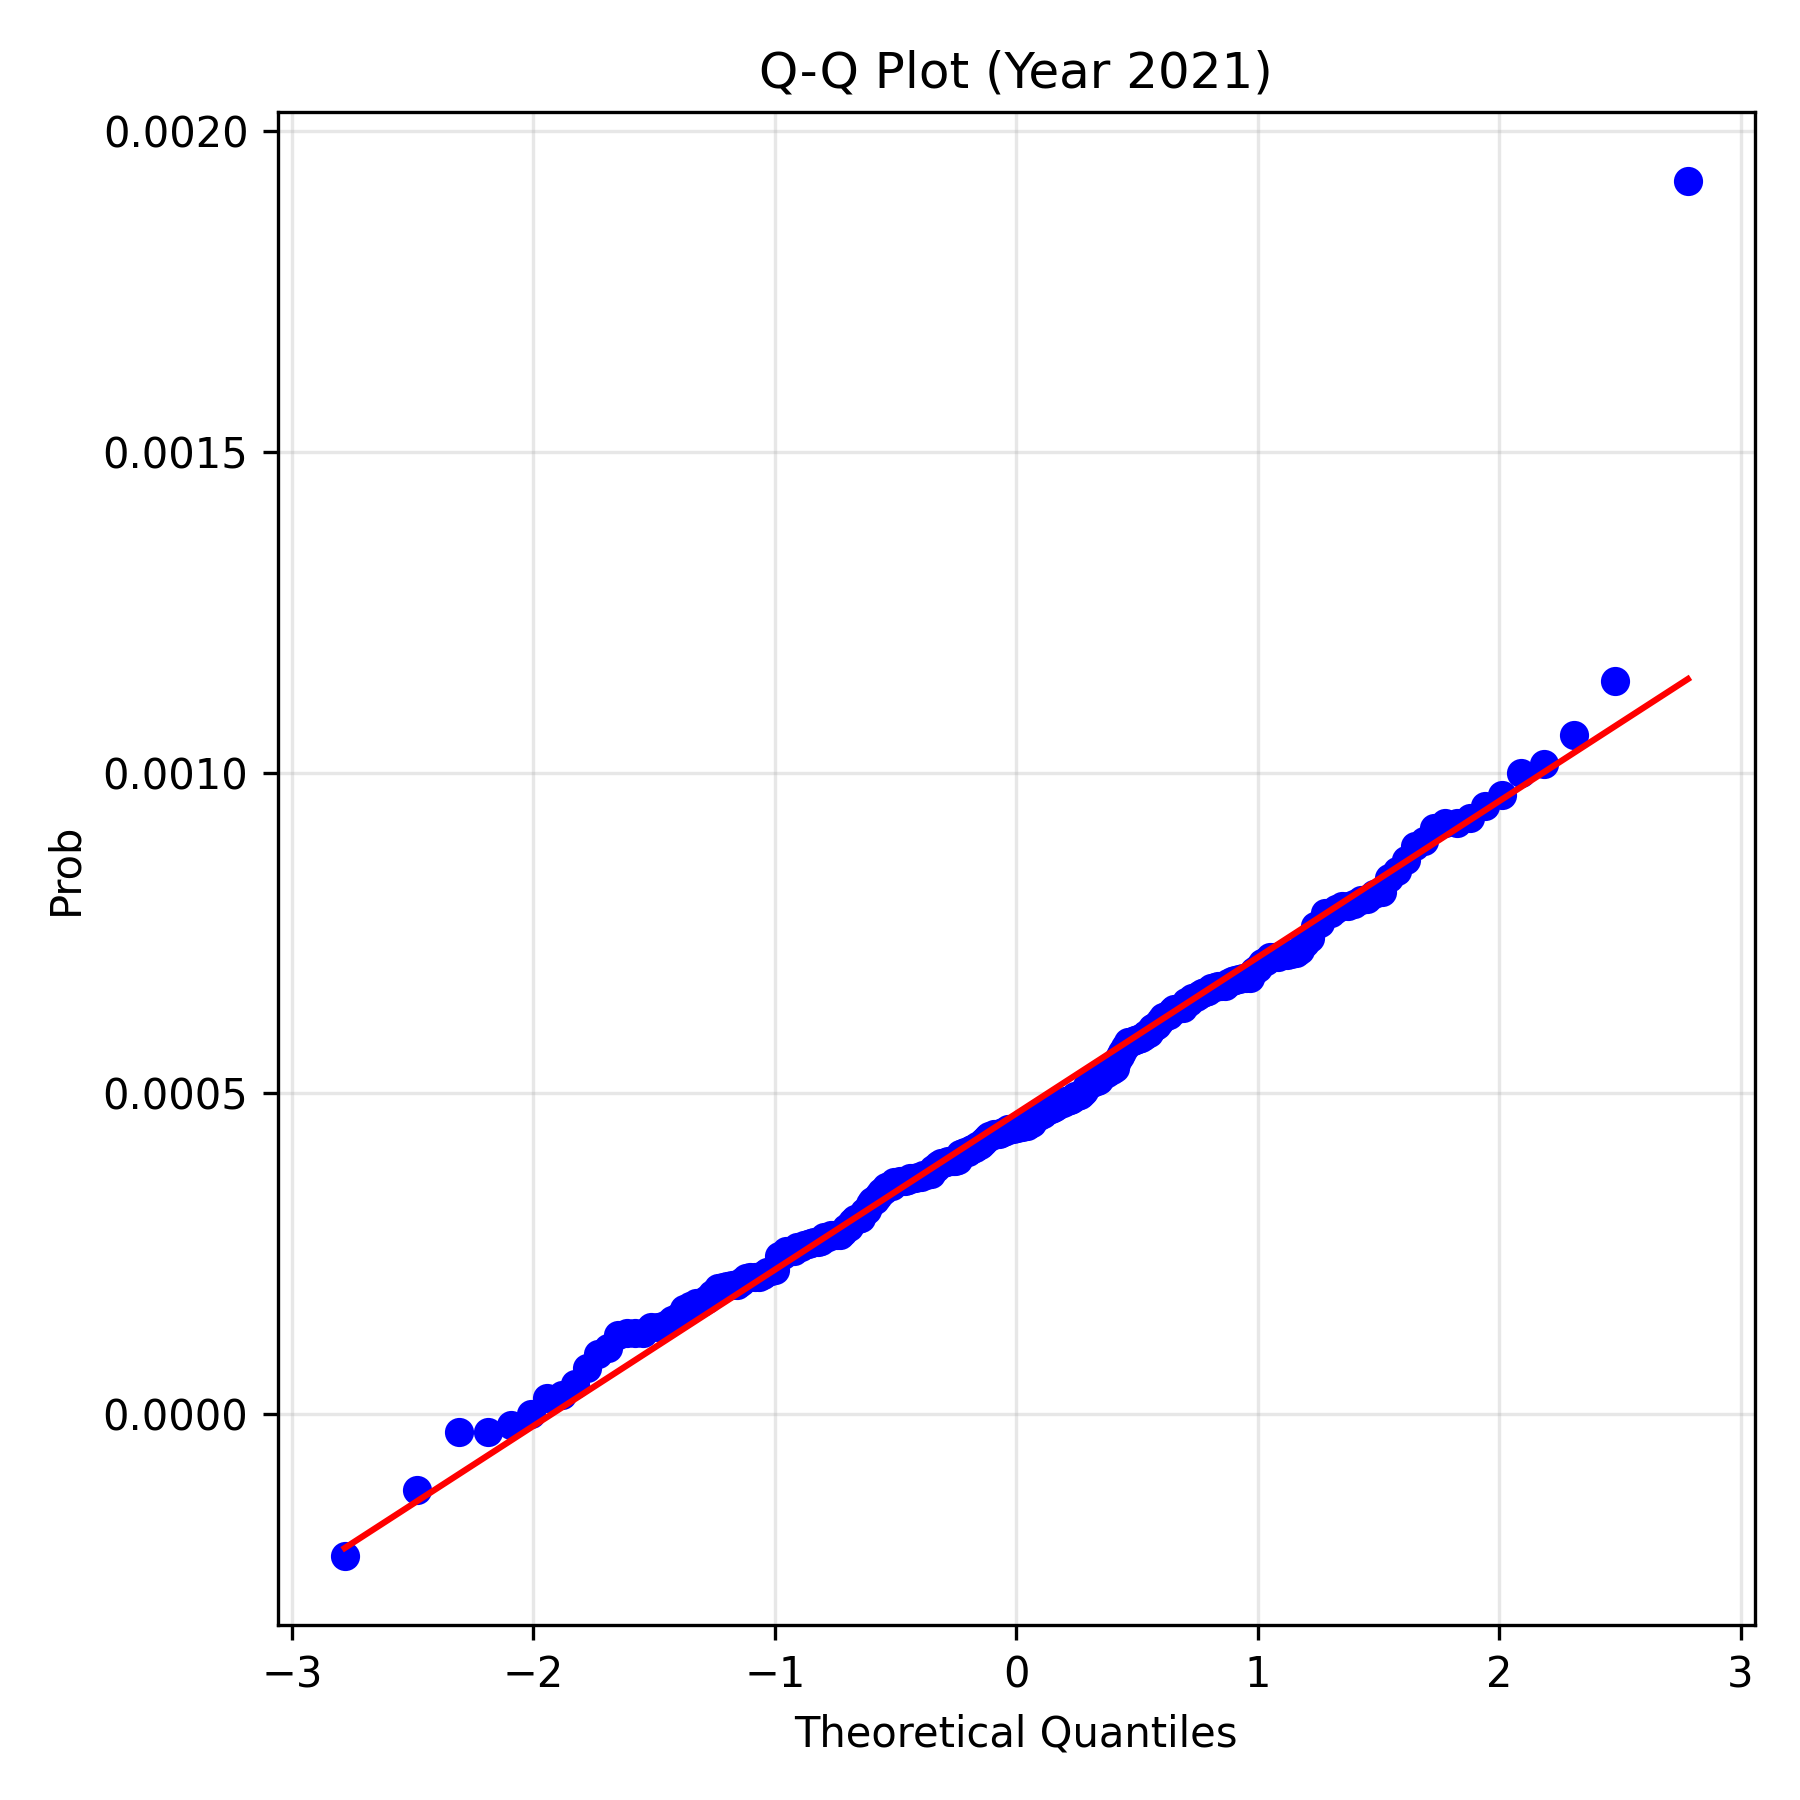 Q-Q Plot (Year 2021)
0.0020
0.0015
0.0010
0.0005
0.0000
Prob
−3 −2 −1 0 1 2 3
Theoretical Quantiles